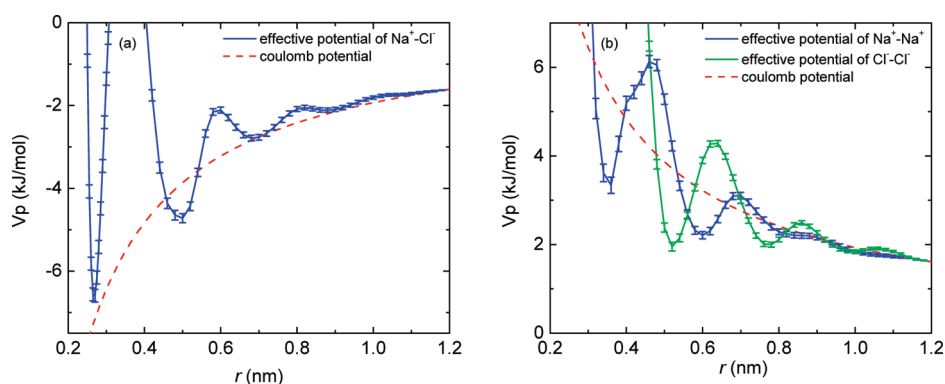 (a)
effective potential of Na⁺-Cl⁻
coulomb potential
Vp (kJ/mol)
0
-2
-4
-6
0.2 0.4 0.6 0.8 1.0 1.2
r (nm)
(b)
effective potential of Na⁺-Na⁺
effective potential of Cl⁻-Cl⁻
coulomb potential
Vp (kJ/mol)
6
4
2
0
0.2 0.4 0.6 0.8 1.0 1.2
r (nm)